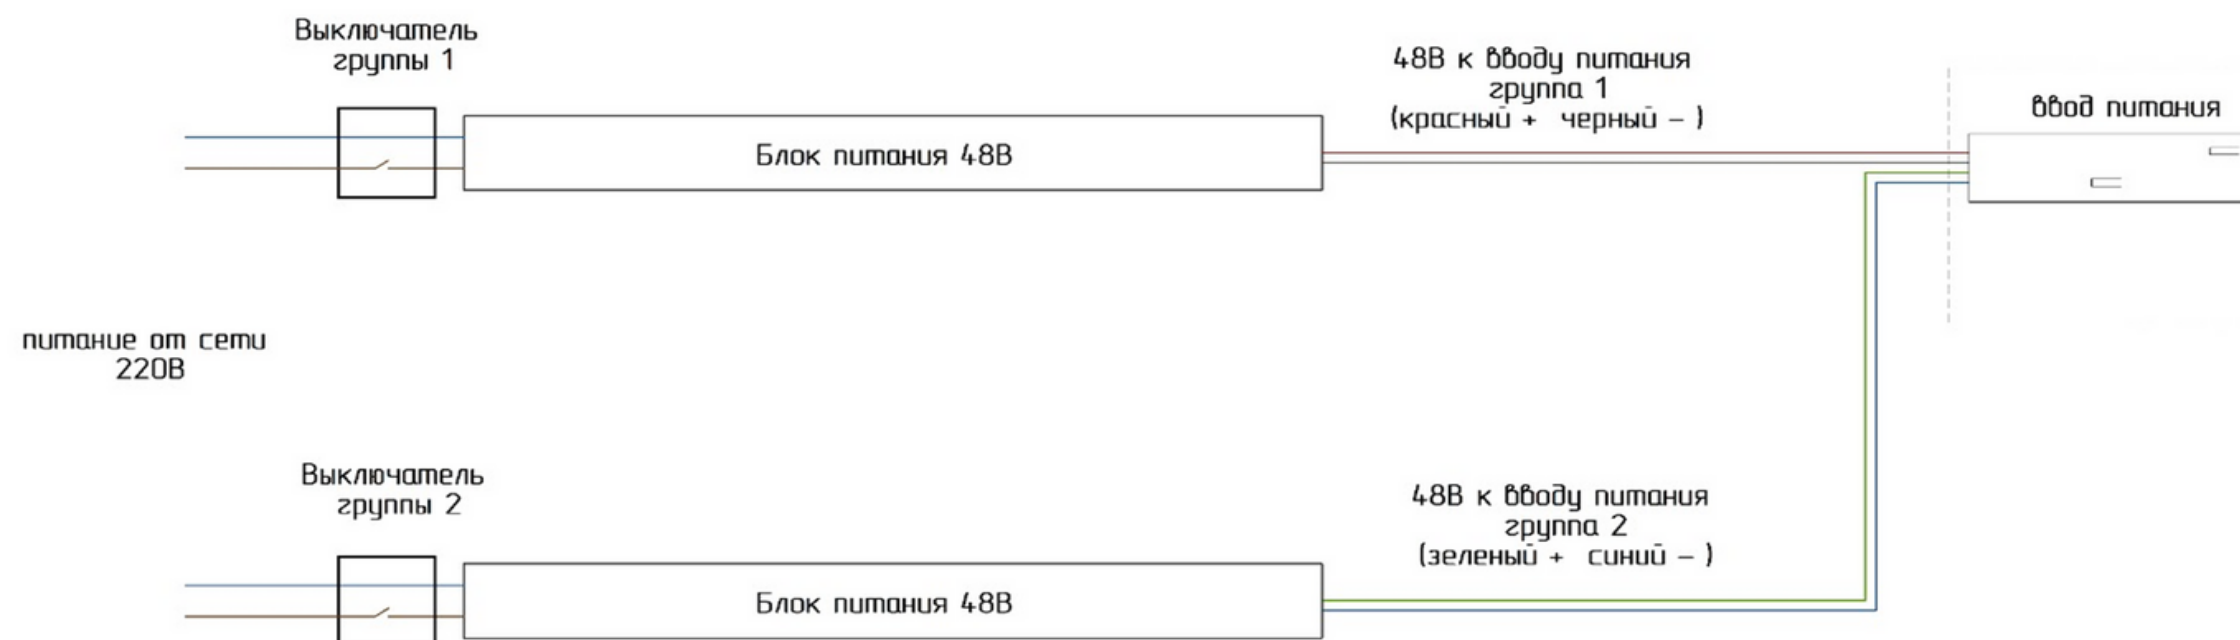 Выключатель
группы 1
48В к вводу питания
группа 1
(красный + черный – )
ввод питания
Блок питания 48В
питание от сети
220В
Выключатель
группы 2
48В к вводу питания
группа 2
(зеленый + синий – )
Блок питания 48В